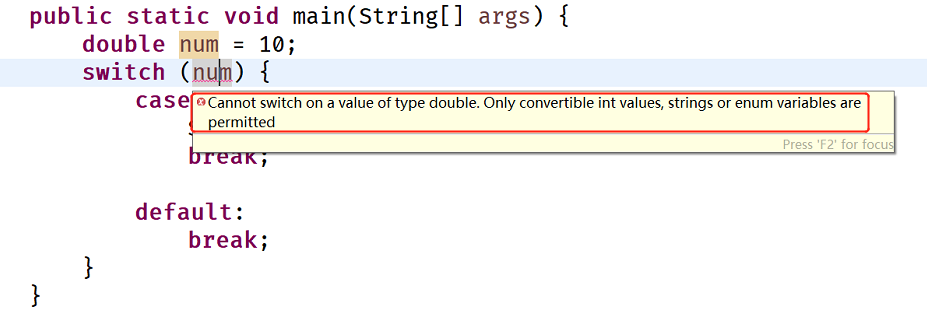 public static void main(String[] args) {
double num = 10;
switch (num) {
case
Cannot switch on a value of type double. Only convertible int values, strings or enum variables are
permitted
Press 'F2' for focus
break;
default:
break;
}
}